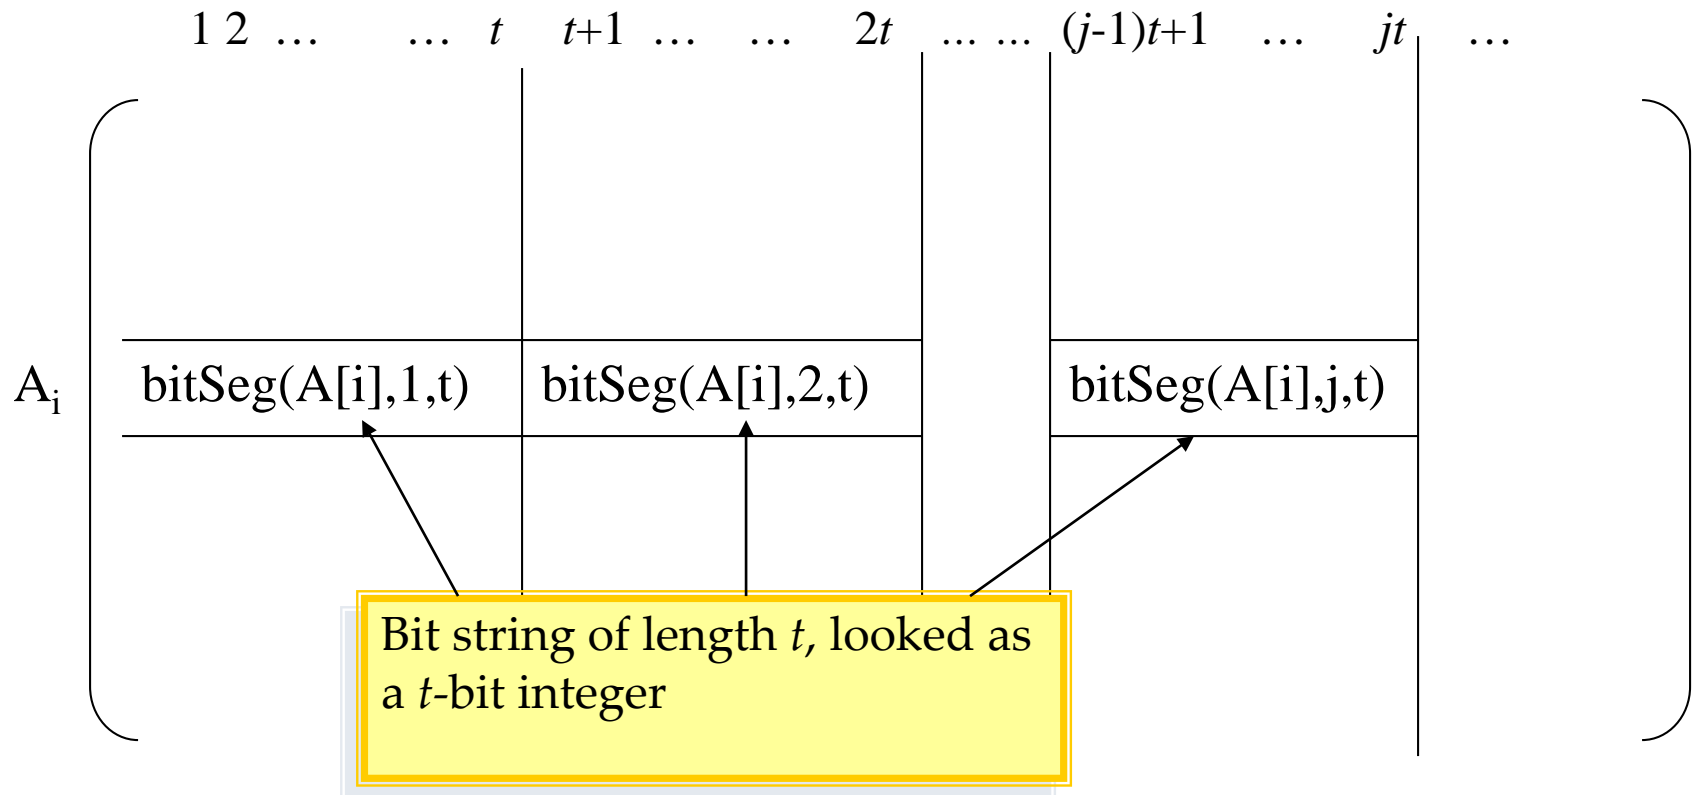 1 2 … … t t+1 … … 2t ... ... (j-1)t+1 … jt …
A_i bitSeg(A[i],1,t) bitSeg(A[i],2,t) bitSeg(A[i],j,t)
Bit string of length t, looked as
a t-bit integer